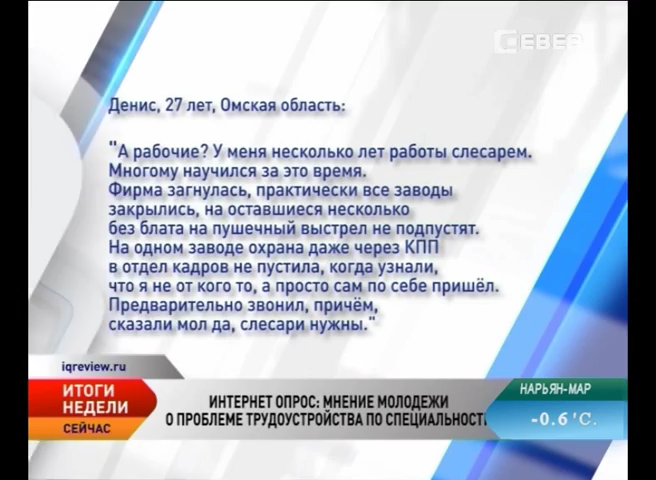 СЕВЕР
Денис, 27 лет, Омская область:
"А рабочие? У меня несколько лет работы слесарем.
Многому научился за это время.
Фирма загнулась, практически все заводы
закрылись, на оставшиеся несколько
без блата на пушечный выстрел не подпустят.
На одном заводе охрана даже через КПП
в отдел кадров не пустила, когда узнали,
что я не от кого то, а просто сам по себе пришёл.
Предварительно звонил, причём,
сказали мол да, слесари нужны."
iqreview.ru
ИТОГИ
НЕДЕЛИ
СЕЙЧАС
ИНТЕРНЕТ ОПРОС: МНЕНИЕ МОЛОДЕЖИ
О ПРОБЛЕМЕ ТРУДОУСТРОЙСТВА ПО СПЕЦИАЛЬНОСТ
НАРЬЯН-МАР
-0.6°С.